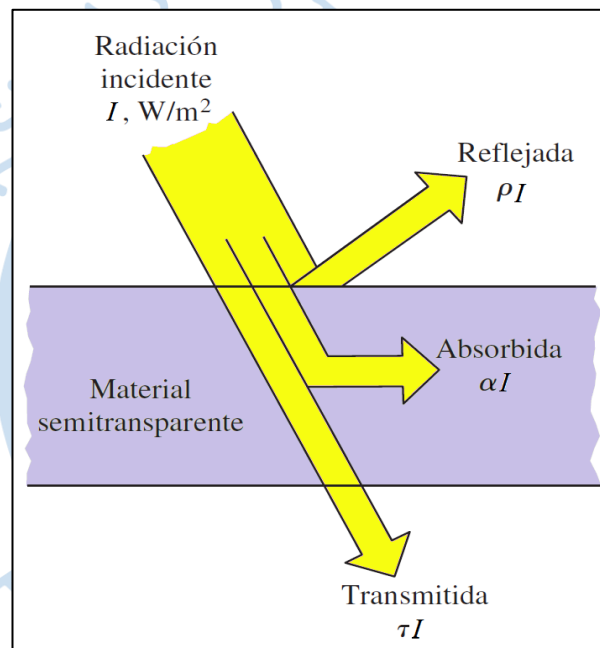 Radiación
incidente
I, W/m²
Reflejada
ρI
Absorbida
αI
Material
semitransparente
Transmitida
τI